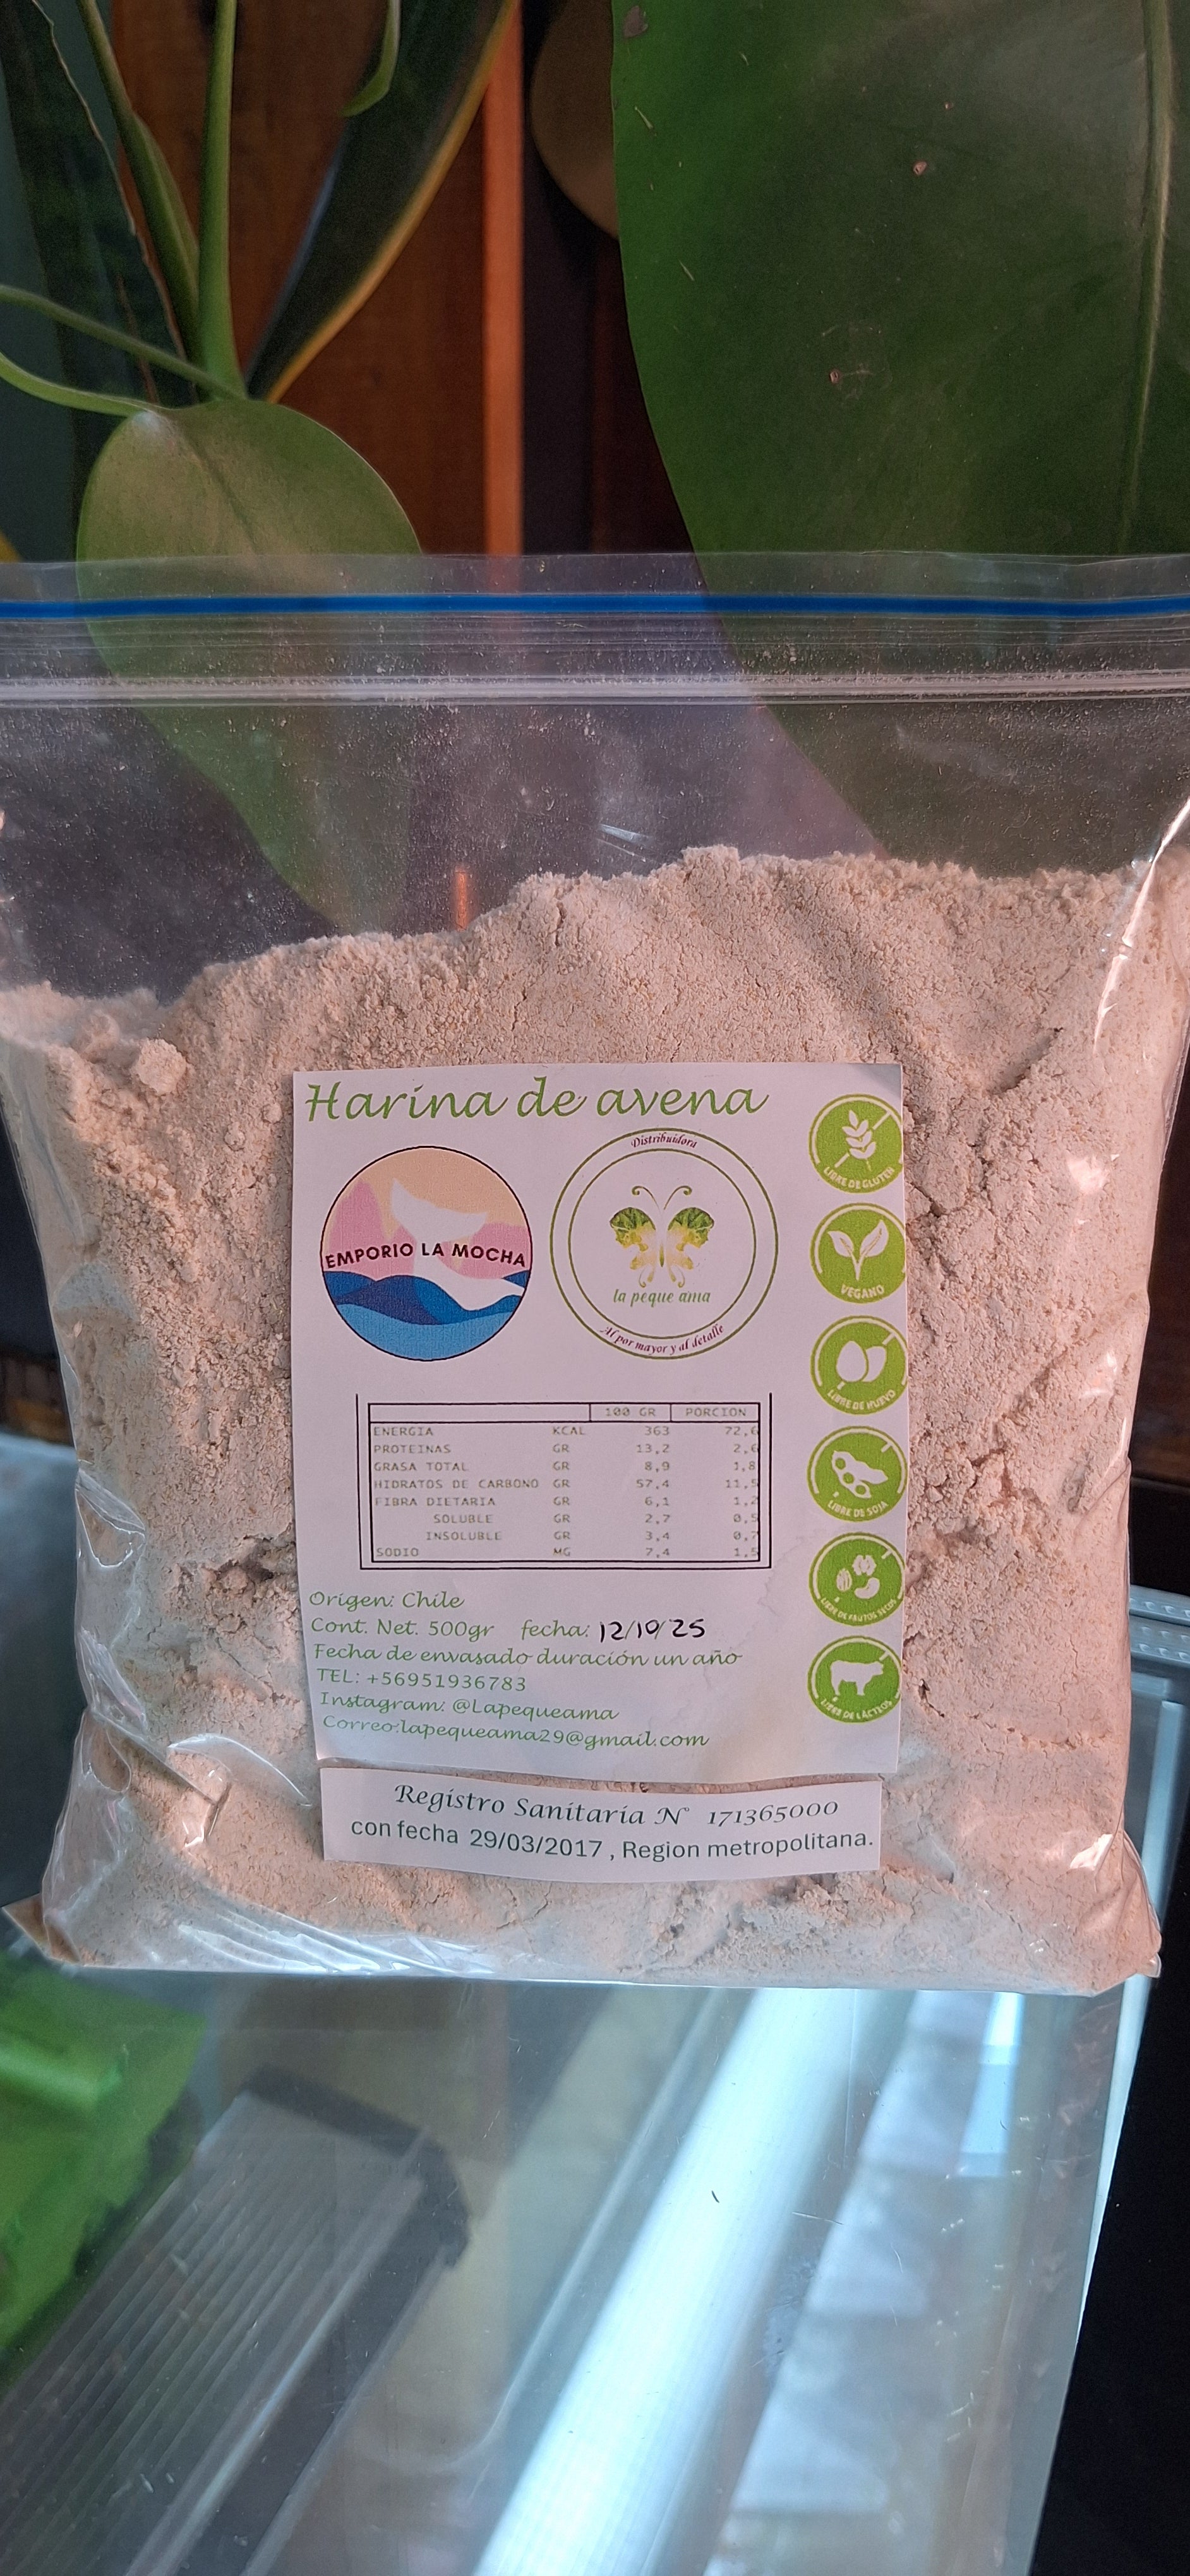 Harina de avena
EMPORIO LA MOCHA
Distribuidora
la peque ama
Al por mayor y al detalle
LIBRE DE GLUTEN
VEGANO
LIBRE DE HUEVO
LIBRE DE SOJA
LIBRE DE FRUTOS SECOS
LIBRE DE LÁCTEOS
100 GR PORCION
ENERGIA KCAL 363 72,6
PROTEINAS GR 13,2 2,6
GRASA TOTAL GR 8,9 1,8
HIDRATOS DE CARBONO GR 57,4 11,5
FIBRA DIETARIA GR 6,1 1,2
SOLUBLE GR 2,7 0,5
INSOLUBLE GR 3,4 0,7
SODIO MG 7,4 1,5
Origen: Chile
Cont. Net. 500gr fecha: 12/10/25
Fecha de envasado duración un año
TEL: +56951936783
Instagram: @Lapequeama
Correo:lapequeama29@gmail.com
Registro Sanitaria N° 171365000
con fecha 29/03/2017 , Region metropolitana.